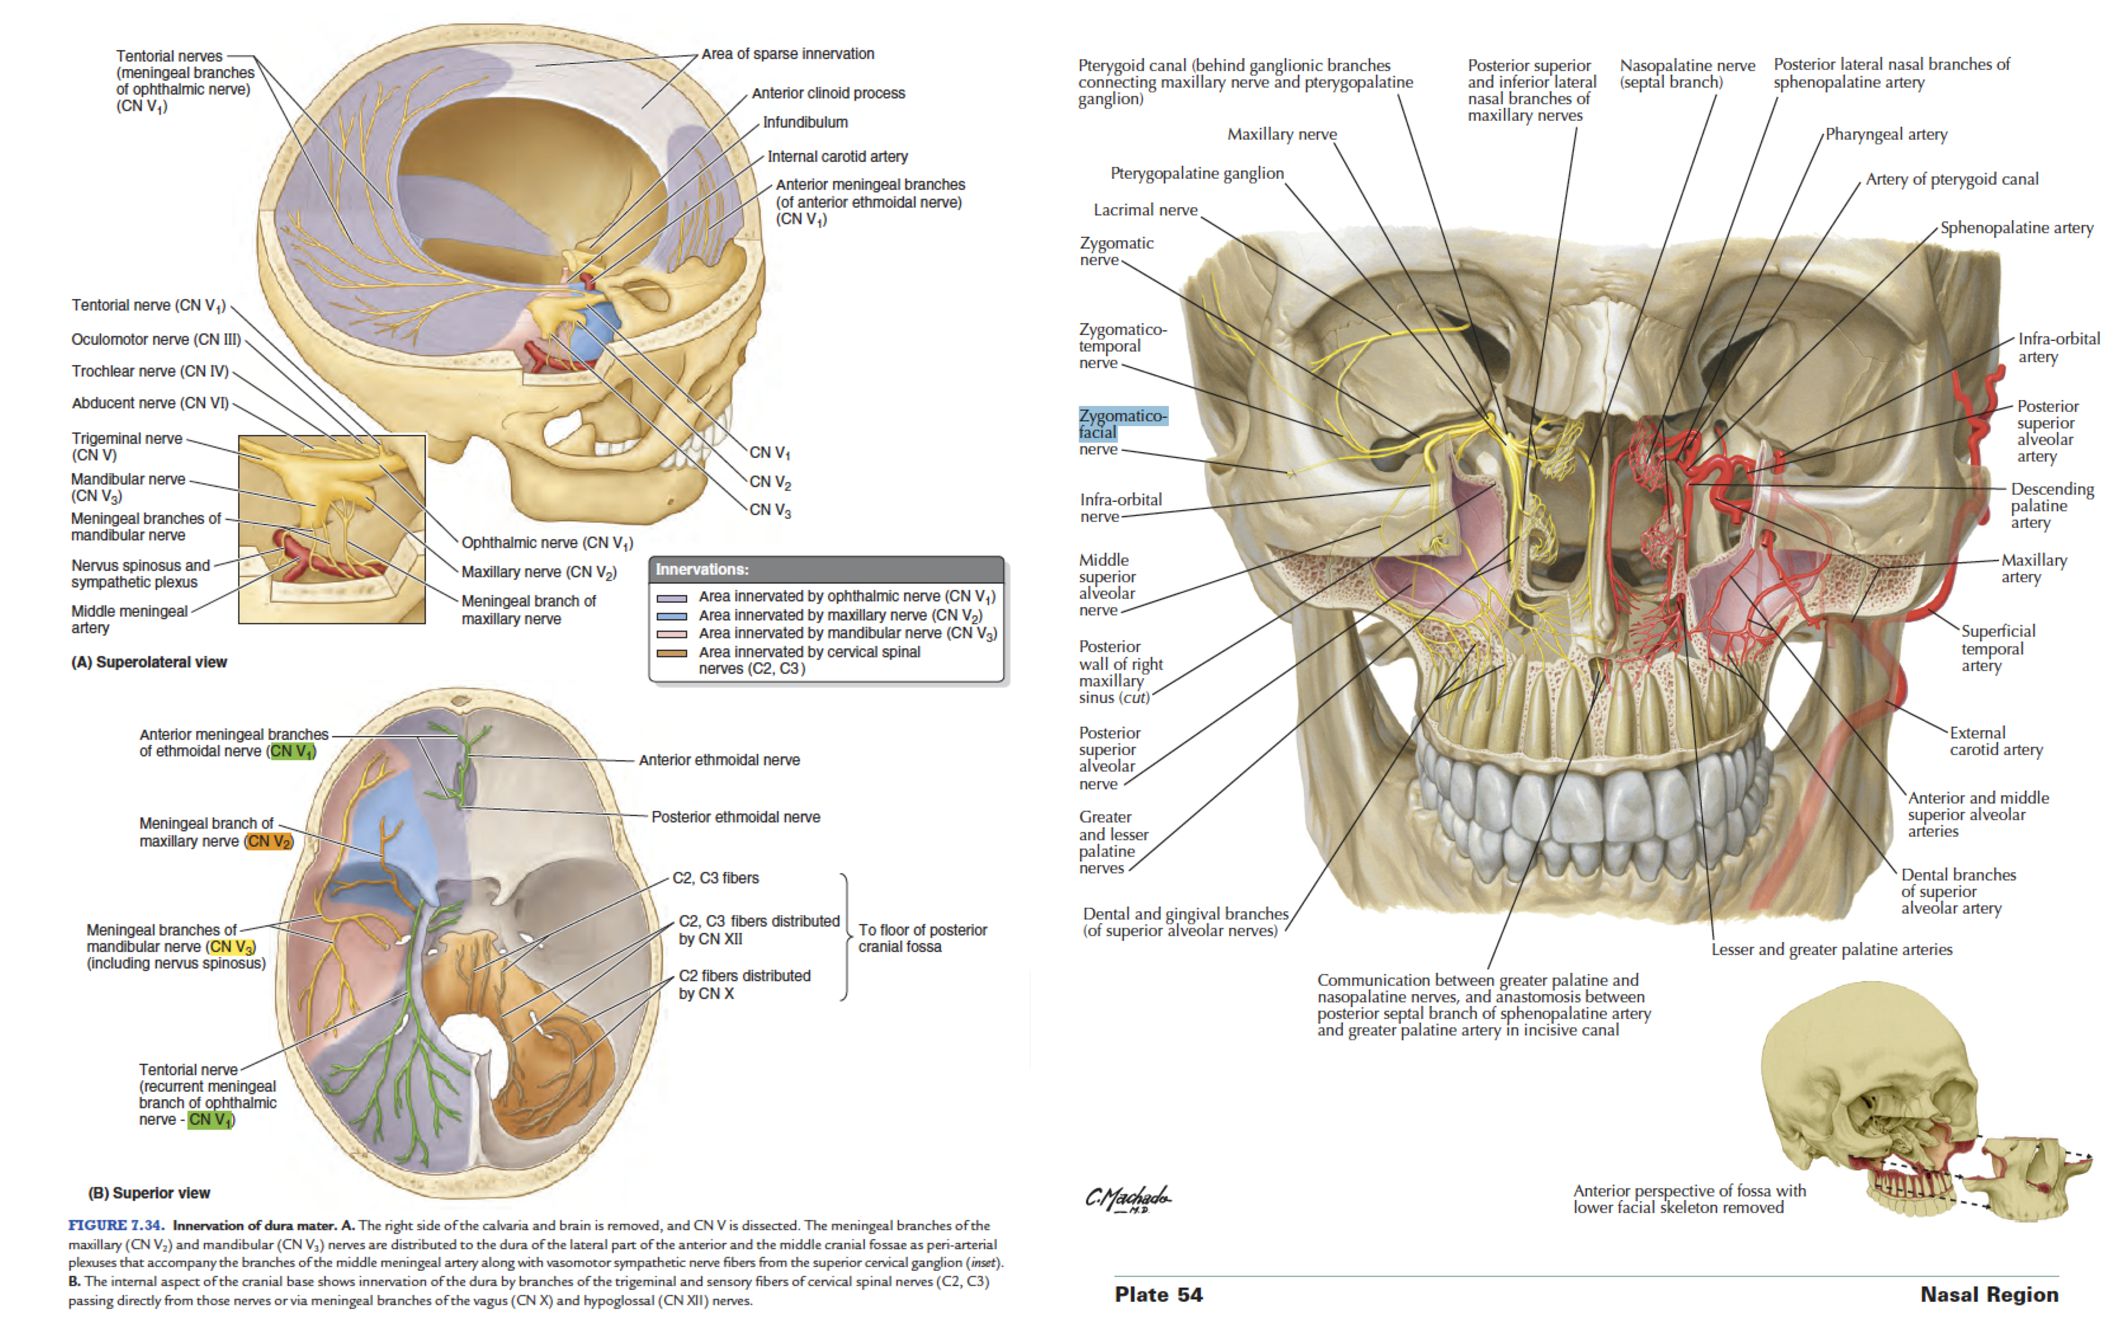 Tentorial nerves
(meningeal branches
of ophthalmic nerve)
(CN V₁)
Area of sparse innervation
Anterior clinoid process
Infundibulum
Internal carotid artery
Anterior meningeal branches
(of anterior ethmoidal nerve)
(CN V₁)
Tentorial nerve (CN V₁)
Oculomotor nerve (CN III)
Trochlear nerve (CN IV)
Abducent nerve (CN VI)
Trigeminal nerve
(CN V)
Mandibular nerve
(CN V₃)
Meningeal branches of
mandibular nerve
Nervus spinosus and
sympathetic plexus
Middle meningeal
artery
CN V₁
CN V₂
CN V₃
Ophthalmic nerve (CN V₁)
Maxillary nerve (CN V₂)
Meningeal branch of
maxillary nerve
Innervations:
Area innervated by ophthalmic nerve (CN V₁)
Area innervated by maxillary nerve (CN V₂)
Area innervated by mandibular nerve (CN V₃)
Area innervated by cervical spinal
nerves (C2, C3)
(A) Superolateral view
Anterior meningeal branches
of ethmoidal nerve (CN V₁)
Meningeal branch of
maxillary nerve (CN V₂)
Meningeal branches of
mandibular nerve (CN V₃)
(including nervus spinosus)
Tentorial nerve
(recurrent meningeal
branch of ophthalmic
nerve - CN V₁)
Anterior ethmoidal nerve
Posterior ethmoidal nerve
C2, C3 fibers
C2, C3 fibers distributed
by CN XII
C2 fibers distributed
by CN X
To floor of posterior
cranial fossa
(B) Superior view
FIGURE 7.34. Innervation of dura mater. A. The right side of the calvaria and brain is removed, and CN V is dissected. The meningeal branches of the
maxillary (CN V₂) and mandibular (CN V₃) nerves are distributed to the dura of the lateral part of the anterior and the middle cranial fossae as peri-arterial
plexuses that accompany the branches of the middle meningeal artery along with vasomotor sympathetic nerve fibers from the superior cervical ganglion (inset).
B. The internal aspect of the cranial base shows innervation of the dura by branches of the trigeminal and sensory fibers of cervical spinal nerves (C2, C3)
passing directly from those nerves or via meningeal branches of the vagus (CN X) and hypoglossal (CN XII) nerves.
Pterygoid canal (behind ganglionic branches
connecting maxillary nerve and pterygopalatine
ganglion)
Maxillary nerve
Pterygopalatine ganglion
Lacrimal nerve
Zygomatic
nerve
Zygomatico-
temporal
nerve
Zygomatico-
facial
nerve
Infra-orbital
nerve
Middle
superior
alveolar
nerve
Posterior
wall of right
maxillary
sinus (cut)
Posterior
superior
alveolar
nerve
Greater
and lesser
palatine
nerves
Dental and gingival branches
(of superior alveolar nerves)
Posterior superior
and inferior lateral
nasal branches of
maxillary nerves
Nasopalatine nerve
(septal branch)
Posterior lateral nasal branches of
sphenopalatine artery
Pharyngeal artery
Artery of pterygoid canal
Sphenopalatine artery
Infra-orbital
artery
Posterior
superior
alveolar
artery
Descending
palatine
artery
Maxillary
artery
Superficial
temporal
artery
External
carotid artery
Anterior and middle
superior alveolar
arteries
Dental branches
of superior
alveolar artery
Lesser and greater palatine arteries
Communication between greater palatine and
nasopalatine nerves, and anastomosis between
posterior septal branch of sphenopalatine artery
and greater palatine artery in incisive canal
C.Machado
M.D.
Anterior perspective of fossa with
lower facial skeleton removed
Plate 54
Nasal Region